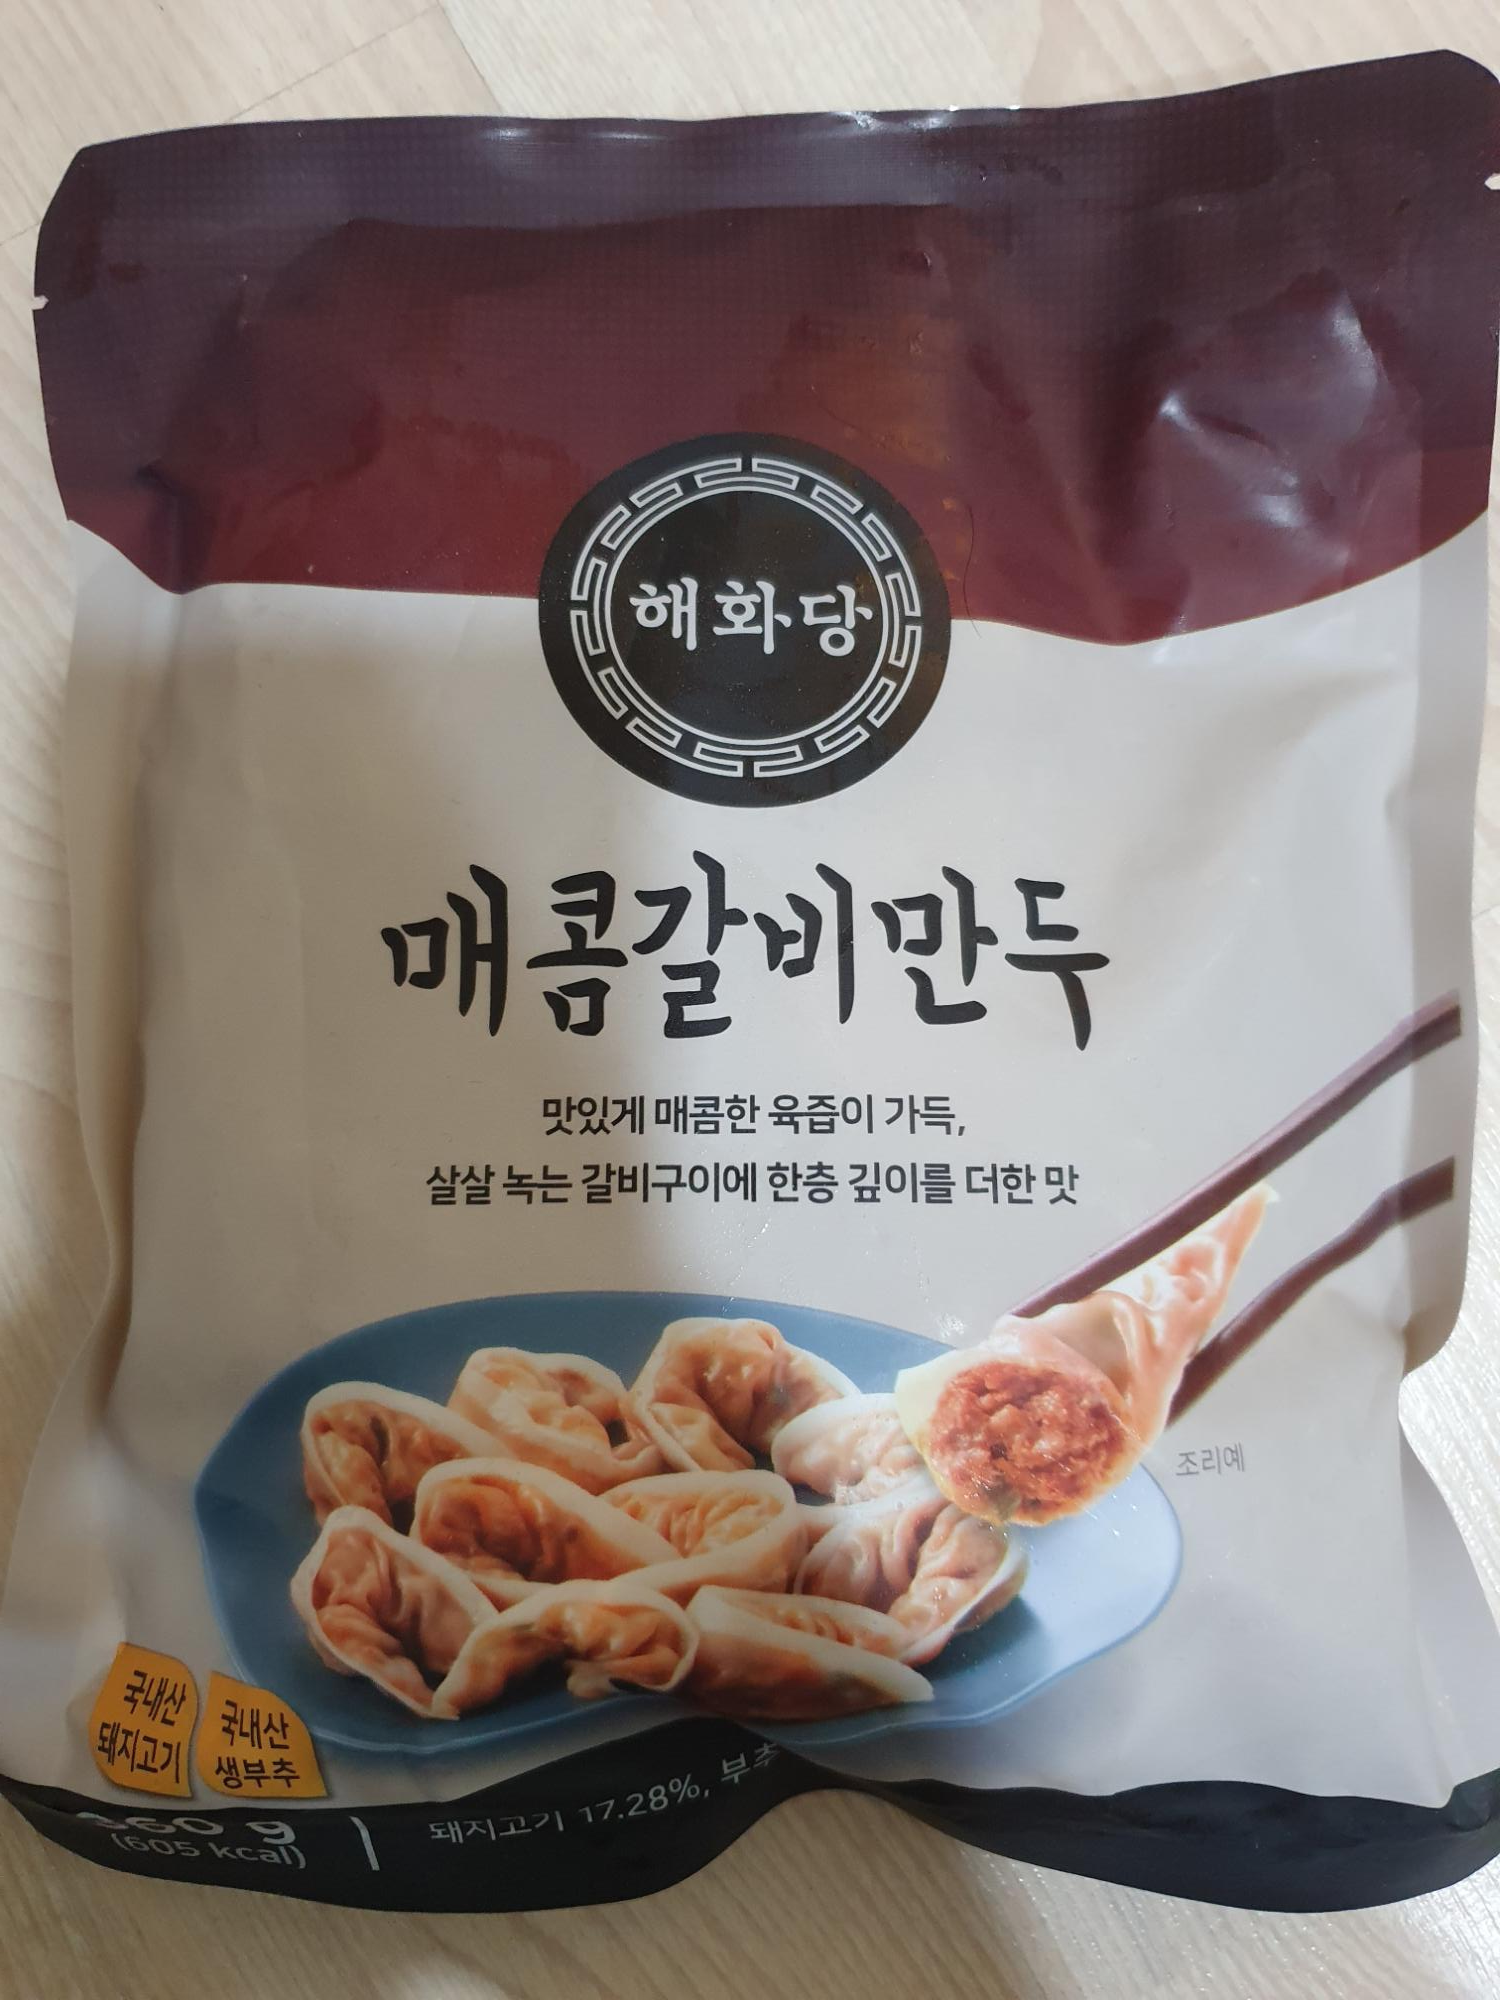 해화당
매콤갈비만두
맛있게 매콤한 육즙이 가득,
살살 녹는 갈비구이에 한층 깊이를 더한 맛
조리예
국내산
돼지고기
국내산
생부추
360 g
(605 kcal)
돼지고기 17.28%, 부추